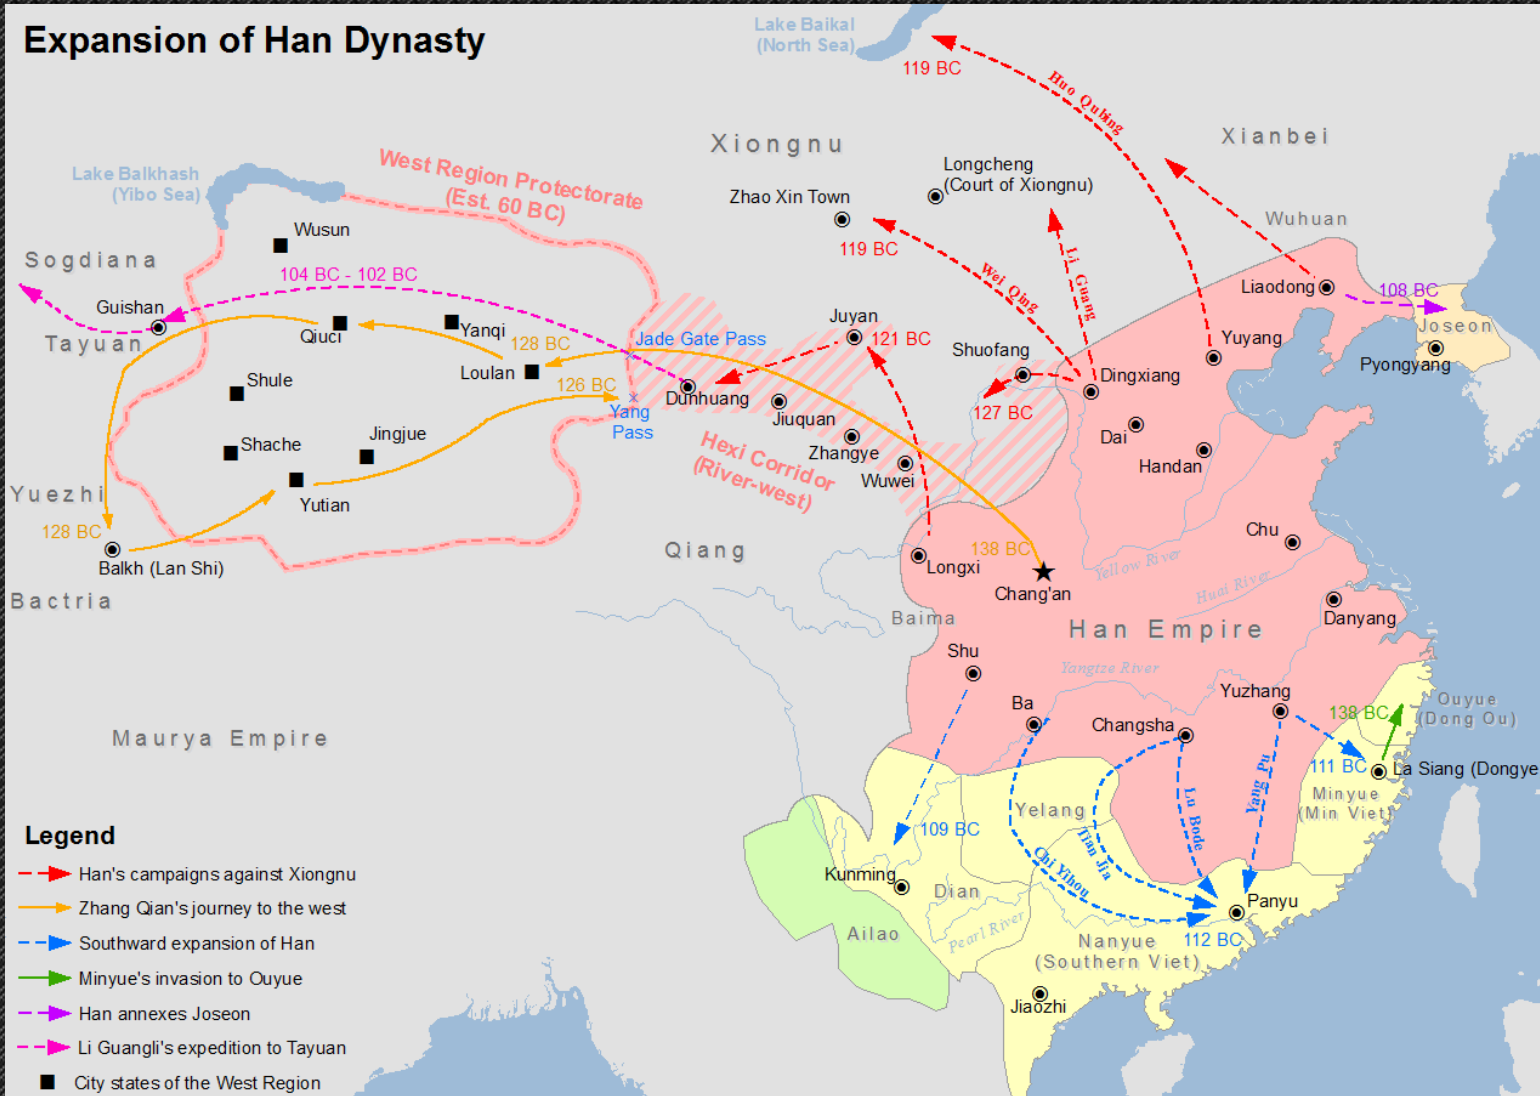 Expansion of Han Dynasty
Lake Baikal
(North Sea)
119 BC
Huo Qubing
Xianbei
Xiongnu
Longcheng
(Court of Xiongnu)
Zhao Xin Town
119 BC
Wei Qing
Li Guang
Wuhuan
West Region Protectorate
(Est. 60 BC)
Lake Balkhash
(Yibo Sea)
Wusun
Sogdiana
104 BC - 102 BC
Guishan
Tayuan
Qiuci
Yanqi
128 BC
Loulan
Jade Gate Pass
Juyan
121 BC
Shuofang
127 BC
Dingxiang
Liaodong
108 BC
Joseon
Pyongyang
Yuyang
Shule
126 BC
Yang
Pass
Dunhuang
Jiuquan
Zhangye
Wuwei
Hexi Corridor
(River-west)
Dai
Handan
Shache
Jingjue
Yutian
Yuezhi
128 BC
Balkh (Lan Shi)
Bactria
Qiang
138 BC
Longxi
Chang'an
Yellow River
Huai River
Chu
Danyang
Baima
Han Empire
Shu
Yangtze River
Ba
Changsha
Yuzhang
138 BC
Ouyue
(Dong Ou)
Maurya Empire
111 BC
La Siang (Dongye
Minyue
(Min Viet)
Yang Pu
Lu Bode
Tian Jia
Chi Yihou
Yelang
109 BC
Kunming
Dian
Ailao
Pearl River
Panyu
112 BC
Nanyue
(Southern Viet)
Jiaozhi
Legend
Han's campaigns against Xiongnu
Zhang Qian's journey to the west
Southward expansion of Han
Minyue's invasion to Ouyue
Han annexes Joseon
Li Guangli's expedition to Tayuan
City states of the West Region